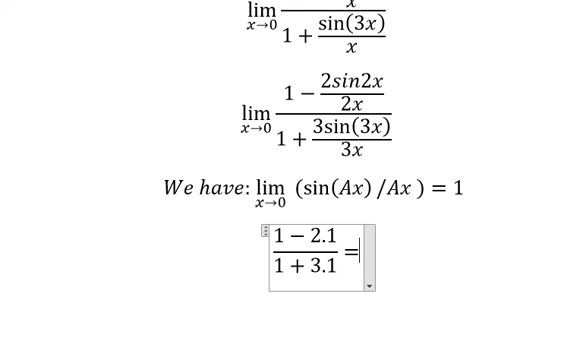 lim x→0 x / (1 + sin(3x)/x)
lim x→0 (1 − 2sin2x/2x) / (1 + 3sin(3x)/3x)
We have: lim x→0 (sin(Ax) /Ax ) = 1
(1 − 2.1) / (1 + 3.1) =